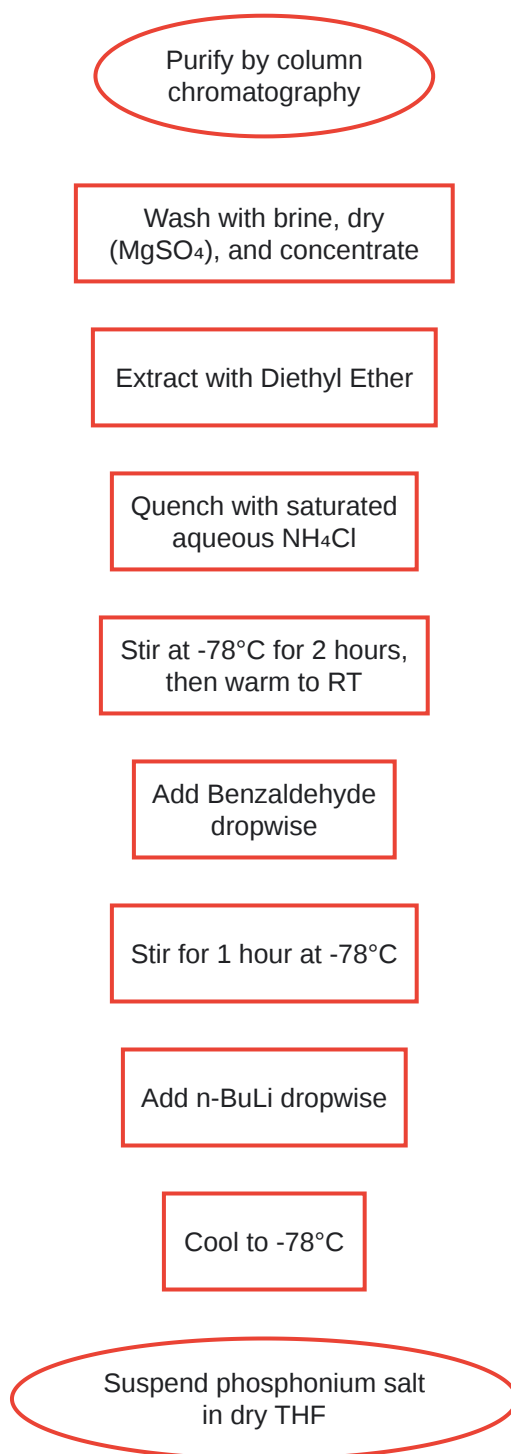 Purify by column
chromatography
Wash with brine, dry
(MgSO₄), and concentrate
Extract with Diethyl Ether
Quench with saturated
aqueous NH₄Cl
Stir at -78°C for 2 hours,
then warm to RT
Add Benzaldehyde
dropwise
Stir for 1 hour at -78°C
Add n-BuLi dropwise
Cool to -78°C
Suspend phosphonium salt
in dry THF